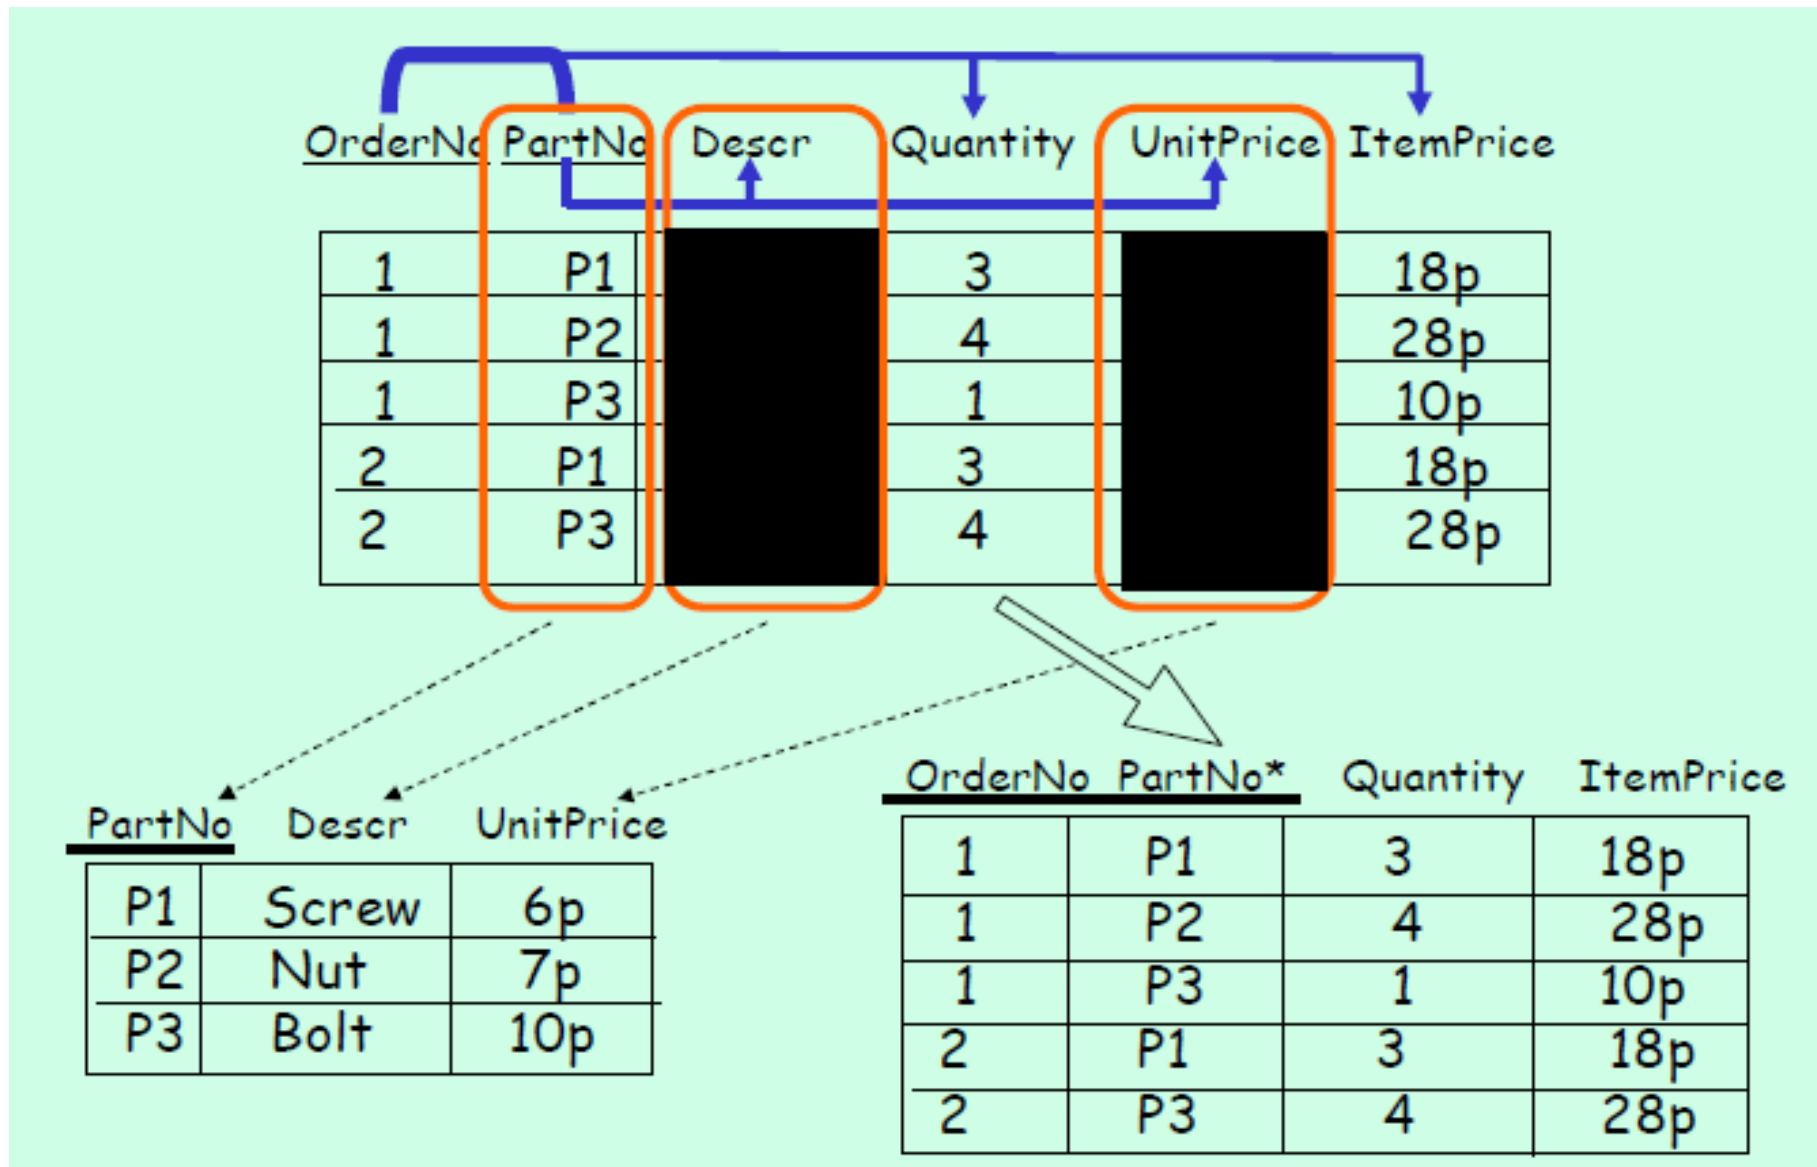 OrderNo PartNo Descr Quantity UnitPrice ItemPrice
1 P1 3 18p
1 P2 4 28p
1 P3 1 10p
2 P1 3 18p
2 P3 4 28p
PartNo Descr UnitPrice
P1 Screw 6p
P2 Nut 7p
P3 Bolt 10p
OrderNo PartNo* Quantity ItemPrice
1 P1 3 18p
1 P2 4 28p
1 P3 1 10p
2 P1 3 18p
2 P3 4 28p